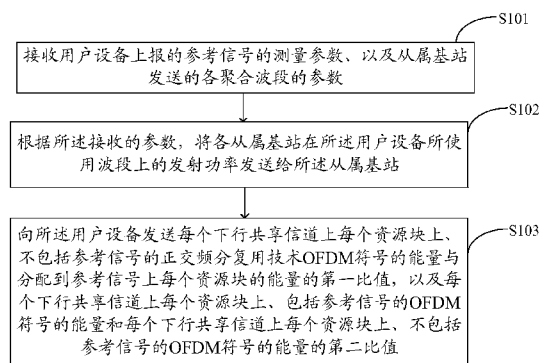 S101
接收用户设备上报的参考信号的测量参数、以及从属基站
发送的各聚合波段的参数
S102
根据所述接收的参数，将各从属基站在所述用户设备所使
用波段上的发射功率发送给所述从属基站
S103
向所述用户设备发送每个下行共享信道上每个资源块上、
不包括参考信号的正交频分复用技术OFDM符号的能量与
分配到参考信号上每个资源块的能量的第一比值，以及每
个下行共享信道上每个资源块上、包括参考信号的OFDM
符号的能量和每个下行共享信道上每个资源块上、不包括
参考信号的OFDM符号的能量的第二比值